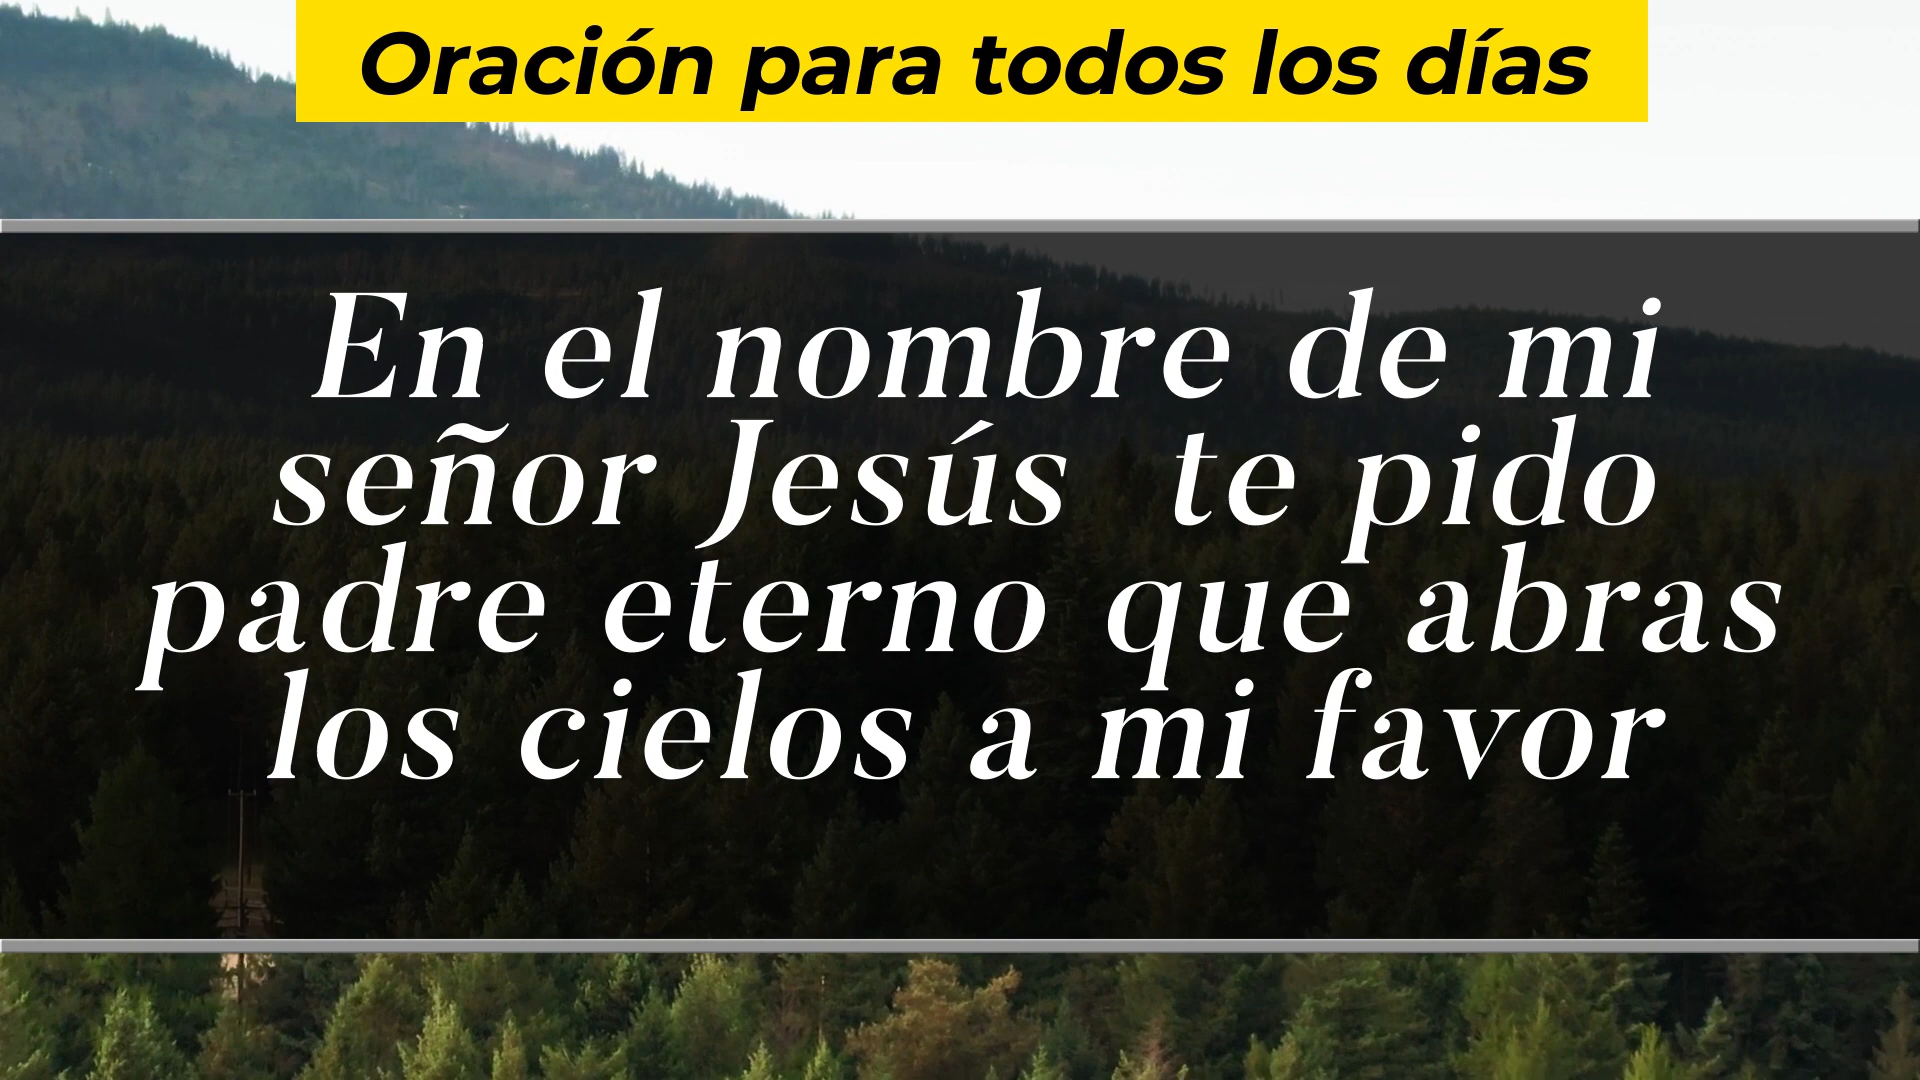 Oración para todos los días
En el nombre de mi
señor Jesús te pido
padre eterno que abras
los cielos a mi favor